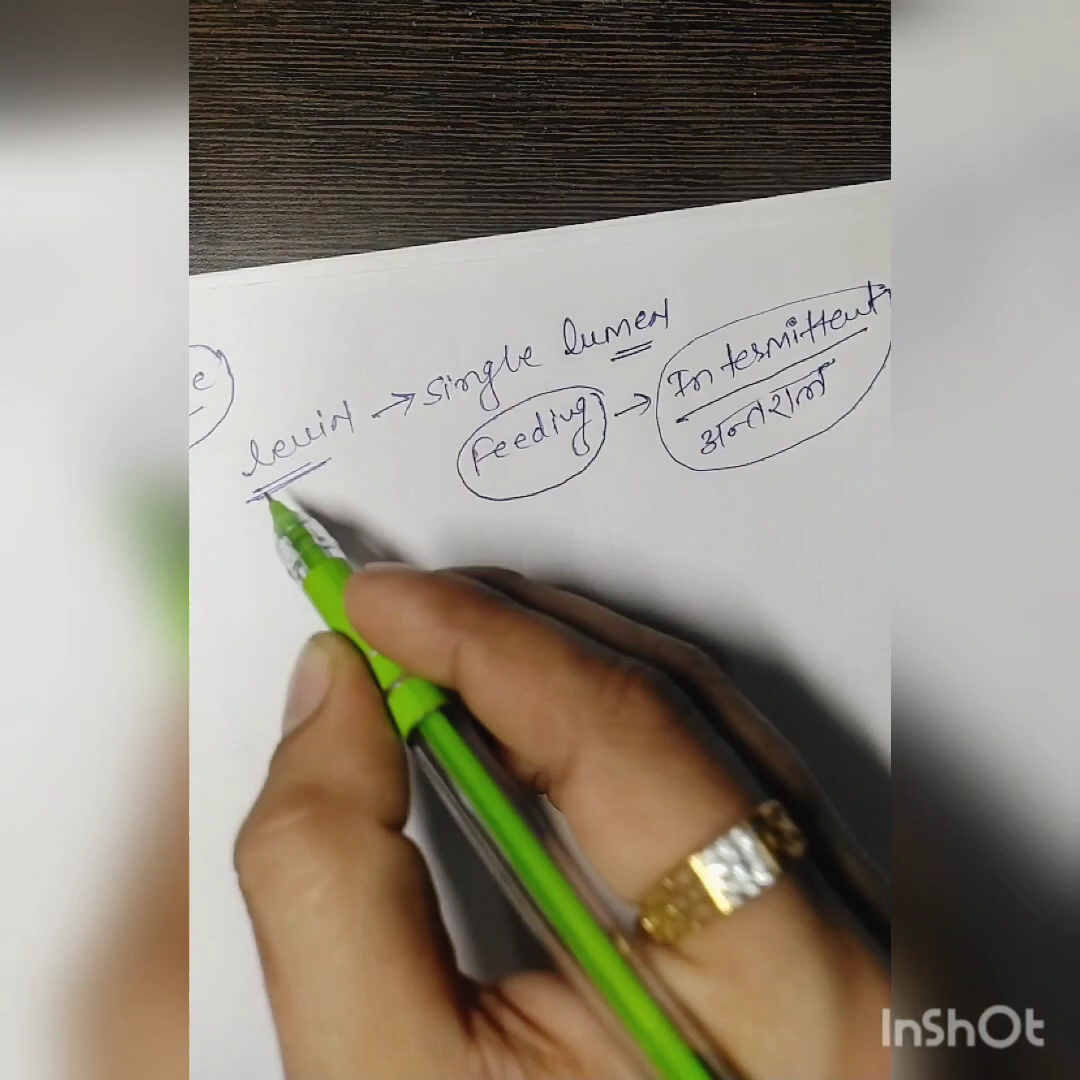 levin → single lumen
Feeding → Intermittent
अन्तराल
InShOt